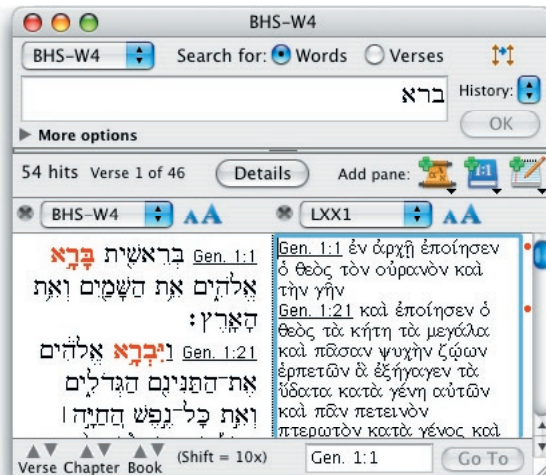 BHS-W4
BHS-W4 Search for: Words Verses
ברא History:
OK
More options
54 hits Verse 1 of 46 Details Add pane:
BHS-W4 AA LXX1 AA
Gen. 1:1 בְּרֵאשִׁ֖ית בָּרָ֣א
אֱלֹהִ֑ים אֵ֥ת הַשָּׁמַ֖יִם וְאֵ֥ת
הָאָֽרֶץ׃
Gen. 1:21 וַיִּבְרָ֣א אֱלֹהִ֔ים
אֶת־הַתַּנִּינִ֖ם הַגְּדֹלִ֑ים
וְאֵ֣ת כָּל־נֶ֣פֶשׁ הַֽחַיָּ֣ה ׀
Gen. 1:1 ἐν ἀρχῇ ἐποίησεν
ὁ θεὸς τὸν οὐρανὸν καὶ
τὴν γῆν
Gen. 1:21 καὶ ἐποίησεν ὁ
θεὸς τὰ κήτη τὰ μεγάλα
καὶ πᾶσαν ψυχὴν ζῴων
ἑρπετῶν ἃ ἐξήγαγεν τὰ
ὕδατα κατὰ γένη αὐτῶν
καὶ πᾶν πετεινὸν
πτερωτὸν κατὰ γένος καὶ
Verse Chapter Book (Shift = 10x) Gen. 1:1 Go To